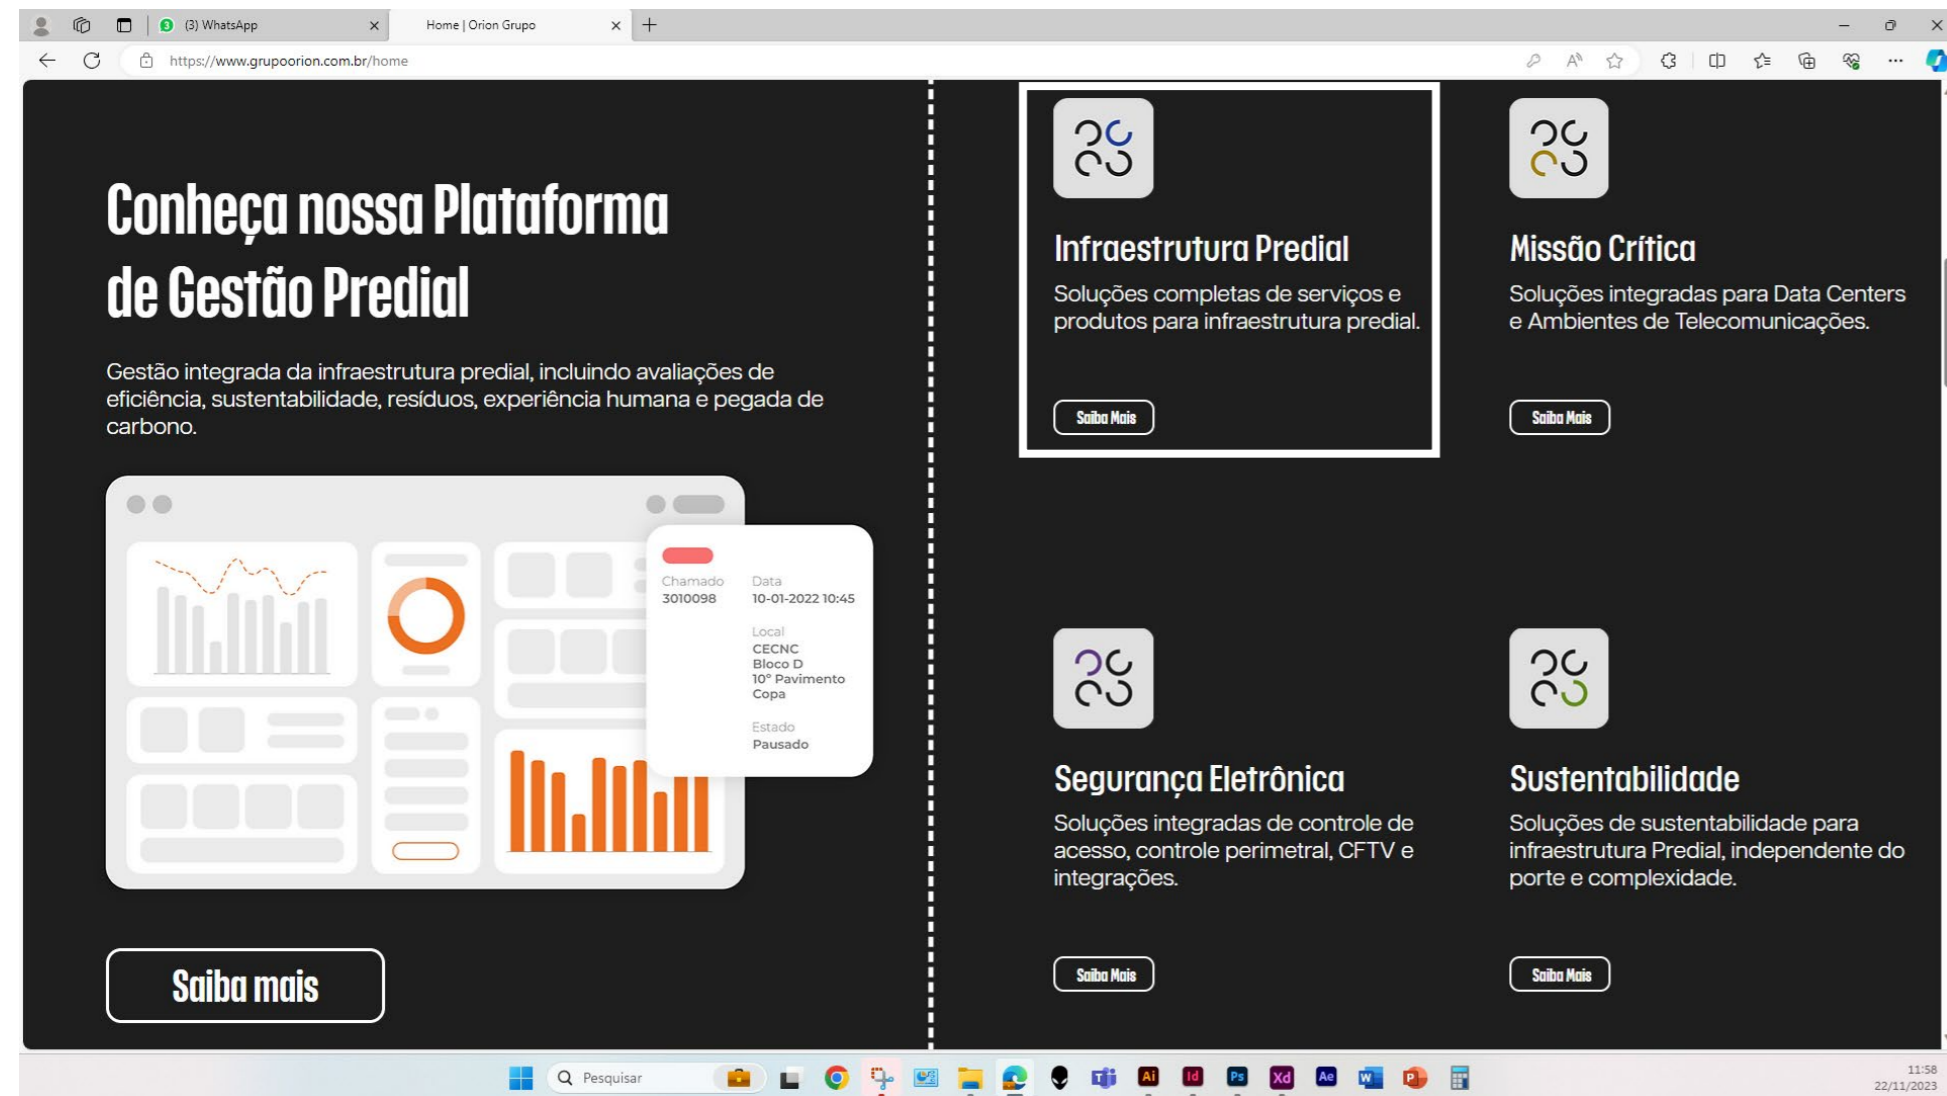 (3) WhatsApp
Home | Orion Grupo
https://www.grupoorion.com.br/home
Conheça nossa Plataforma
de Gestão Predial
Gestão integrada da infraestrutura predial, incluindo avaliações de
eficiência, sustentabilidade, resíduos, experiência humana e pegada de
carbono.
Chamado
3010098
Data
10-01-2022 10:45
Local
CECNC
Bloco D
10º Pavimento
Copa
Estado
Pausado
Saiba mais
Infraestrutura Predial
Soluções completas de serviços e
produtos para infraestrutura predial.
Saiba Mais
Missão Crítica
Soluções integradas para Data Centers
e Ambientes de Telecomunicações.
Saiba Mais
Segurança Eletrônica
Soluções integradas de controle de
acesso, controle perimetral, CFTV e
integrações.
Saiba Mais
Sustentabilidade
Soluções de sustentabilidade para
infraestrutura Predial, independente do
porte e complexidade.
Saiba Mais
Pesquisar
Ai
Id
Ps
Xd
Ae
W
P
11:58
22/11/2023